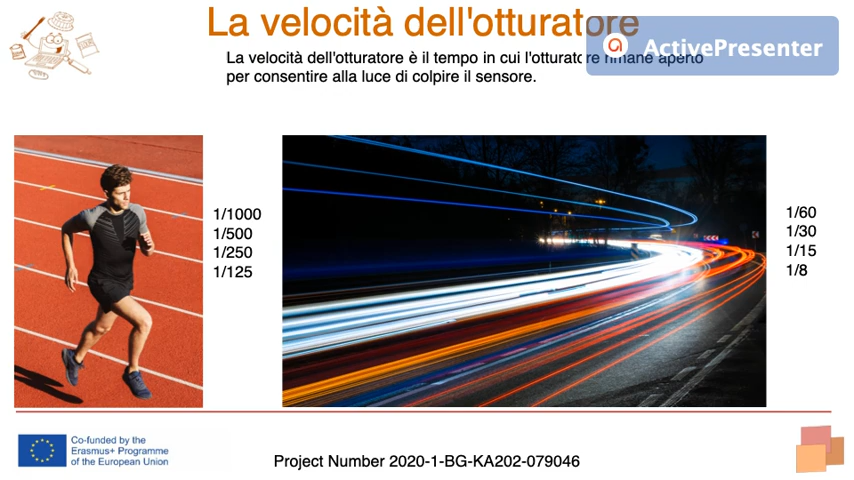 La velocità dell'otturatore
ActivePresenter
La velocità dell'otturatore è il tempo in cui l'otturatore rimane aperto
per consentire alla luce di colpire il sensore.
1/1000
1/500
1/250
1/125
1/60
1/30
1/15
1/8
Co-funded by the
Erasmus+ Programme
of the European Union
Project Number 2020-1-BG-KA202-079046